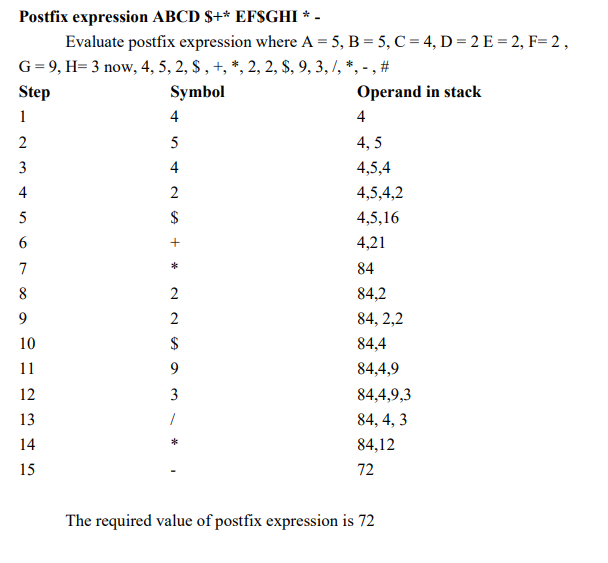 Postfix expression ABCD $+* EF$GHI * -
Evaluate postfix expression where A = 5, B = 5, C = 4, D = 2 E = 2, F= 2 ,
G = 9, H= 3 now, 4, 5, 2, $ , +, *, 2, 2, $, 9, 3, /, *, - , #
Step Symbol Operand in stack
1 4 4
2 5 4, 5
3 4 4,5,4
4 2 4,5,4,2
5 $ 4,5,16
6 + 4,21
7 * 84
8 2 84,2
9 2 84, 2,2
10 $ 84,4
11 9 84,4,9
12 3 84,4,9,3
13 / 84, 4, 3
14 * 84,12
15 - 72
The required value of postfix expression is 72